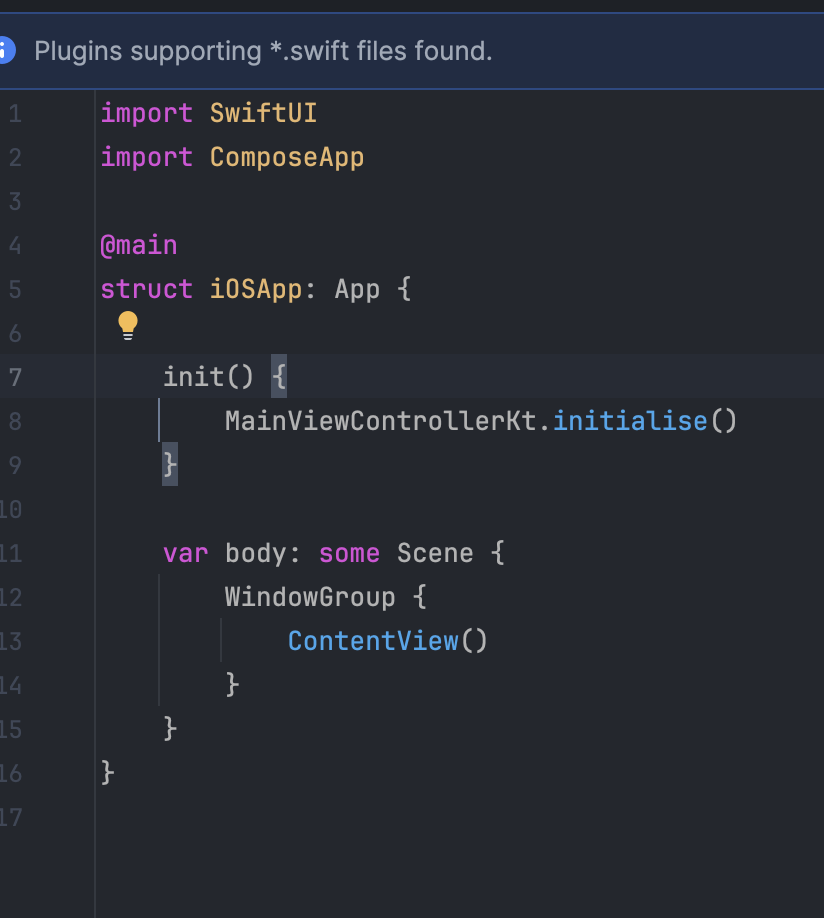 Plugins supporting *.swift files found.
1 import SwiftUI
2 import ComposeApp
3
4 @main
5 struct iOSApp: App {
6
7     init() {
8         MainViewControllerKt.initialise()
9     }
10
11     var body: some Scene {
12         WindowGroup {
13             ContentView()
14         }
15     }
16 }
17